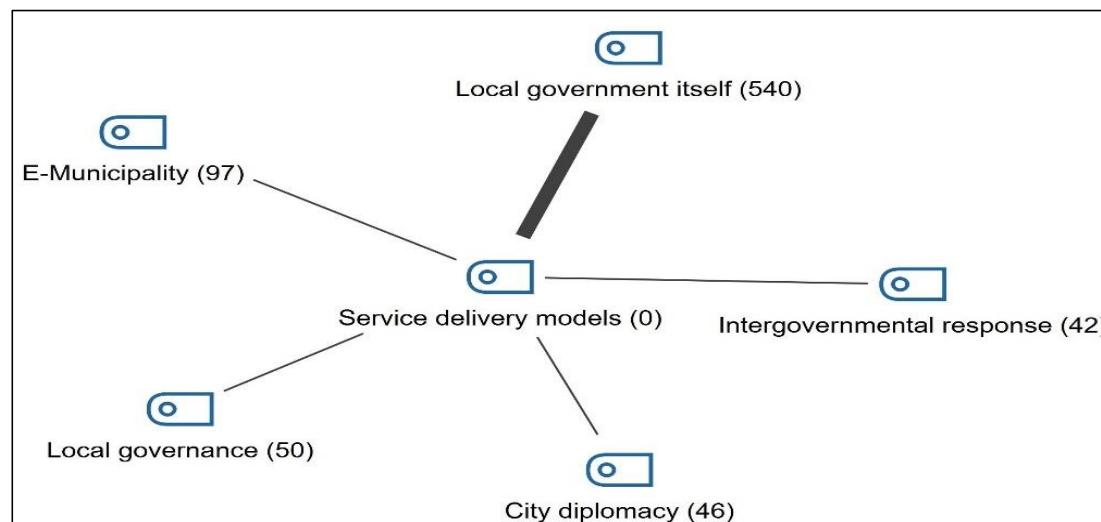 Local government itself (540)
E-Municipality (97)
Service delivery models (0)
Intergovernmental response (42)
Local governance (50)
City diplomacy (46)